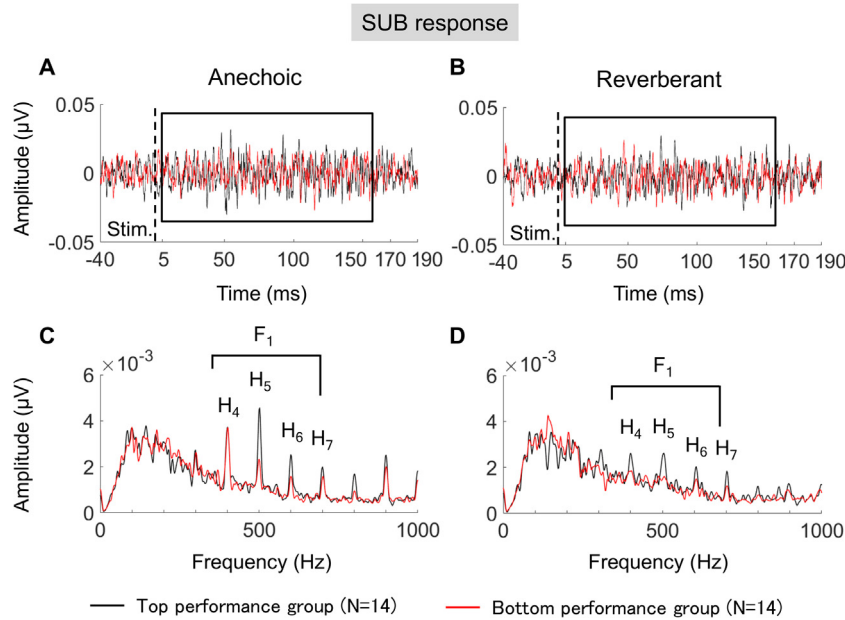 SUB response
A
Anechoic
B
Reverberant
Amplitude (μV)
0.05
0
-0.05
Stim.
-40 5 50 100 150 170 190
Time (ms)
0.05
0
-0.05
Stim.
-40 5 50 100 150 170 190
Time (ms)
C
×10⁻³
F₁
H₄ H₅ H₆ H₇
Amplitude (μV)
6
4
2
0
0 500 1000
Frequency (Hz)
D
×10⁻³
F₁
H₄ H₅ H₆ H₇
6
4
2
0
0 500 1000
Frequency (Hz)
Top performance group (N=14)
Bottom performance group (N=14)